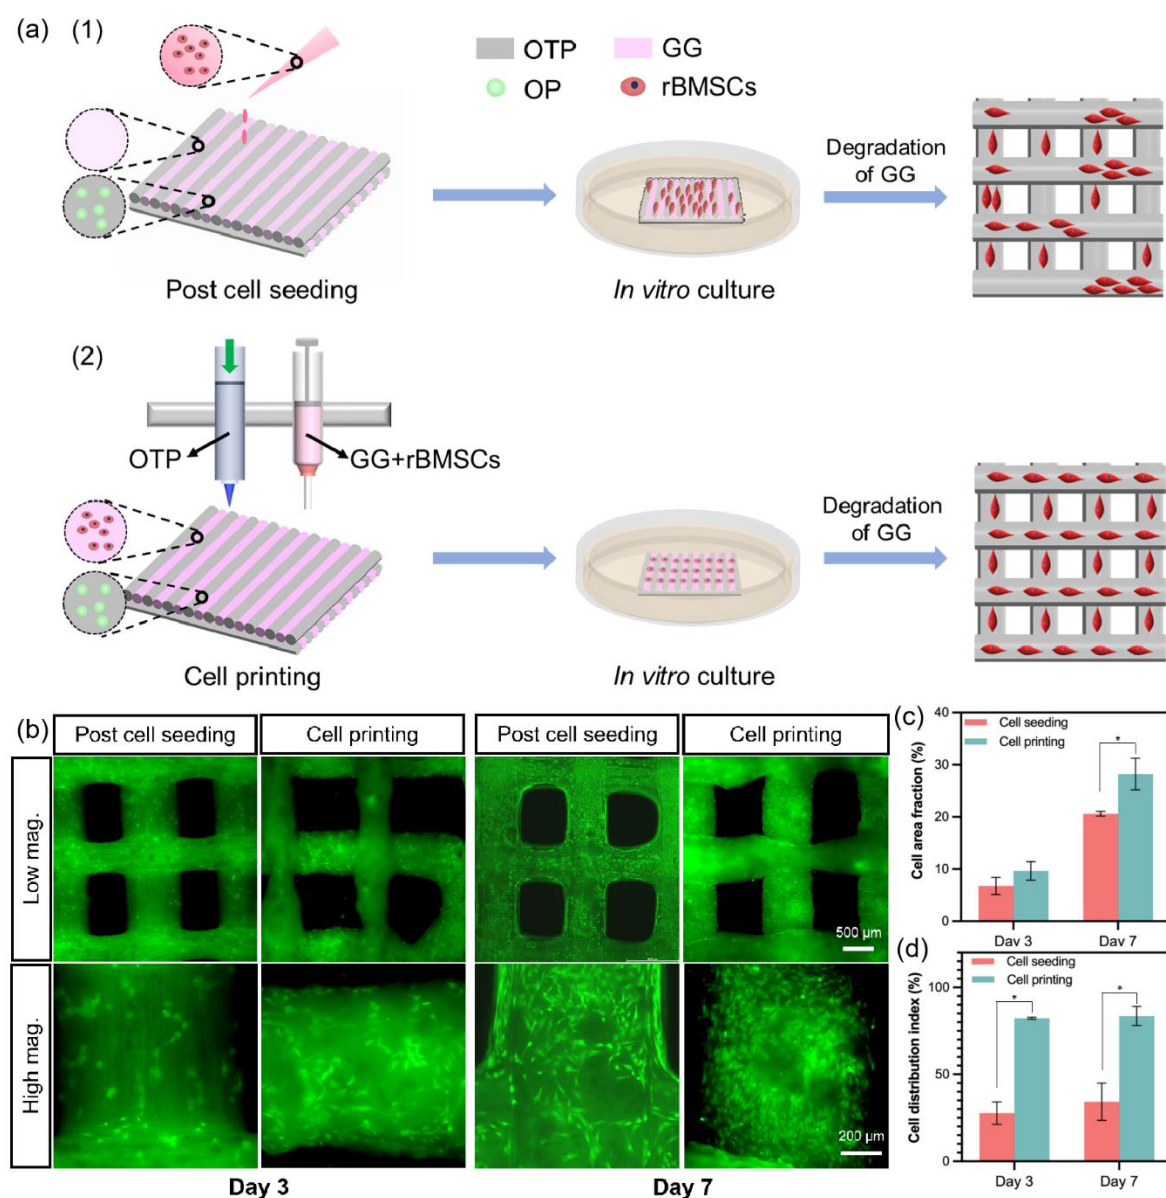 (a) (1)
OTP GG
OP rBMSCs
Degradation
of GG
Post cell seeding
In vitro culture
(2)
OTP
GG+rBMSCs
Degradation
of GG
Cell printing
In vitro culture
(b)
Post cell seeding
Cell printing
Post cell seeding
Cell printing
Low mag.
500 µm
High mag.
200 µm
Day 3
Day 7
(c)
Cell seeding
Cell printing
*
Cell area fraction (%)
40
30
20
10
0
Day 3
Day 7
(d)
Cell seeding
Cell printing
*
*
Cell distribution index (%)
100
50
0
Day 3
Day 7